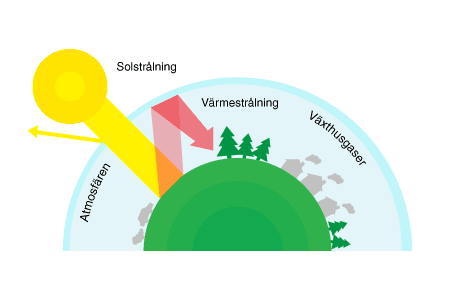 Solstrålning
Värmestrålning
Växthusgaser
Atmosfären